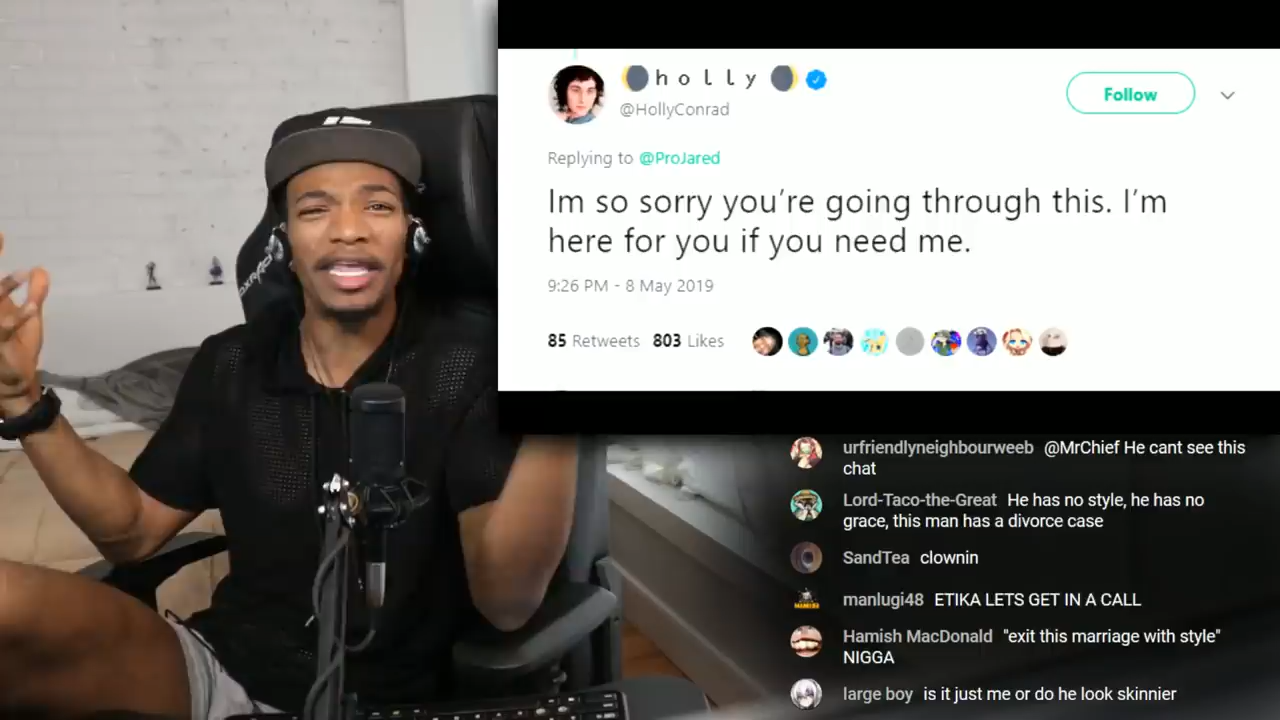 h o l l y
@HollyConrad
Follow
Replying to @ProJared
Im so sorry you're going through this. I'm
here for you if you need me.
9:26 PM - 8 May 2019
85 Retweets 803 Likes
urfriendlyneighbourweeb @MrChief He cant see this
chat
Lord-Taco-the-Great He has no style, he has no
grace, this man has a divorce case
SandTea clownin
manlugi48 ETIKA LETS GET IN A CALL
Hamish MacDonald "exit this marriage with style"
NIGGA
large boy is it just me or do he look skinnier